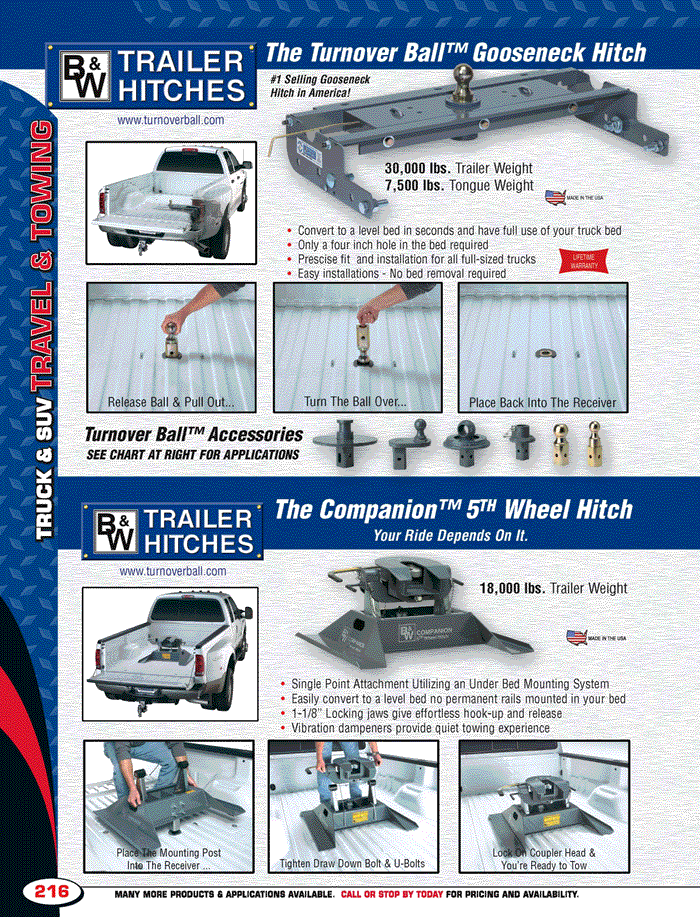 B&W TRAILER HITCHES
www.turnoverball.com
The Turnover Ball™ Gooseneck Hitch
#1 Selling Gooseneck
Hitch in America!
30,000 lbs. Trailer Weight
7,500 lbs. Tongue Weight
MADE IN THE USA
• Convert to a level bed in seconds and have full use of your truck bed
• Only a four inch hole in the bed required
• Prescise fit and installation for all full-sized trucks
• Easy installations - No bed removal required
LIFETIME
WARRANTY
Release Ball & Pull Out...
Turn The Ball Over...
Place Back Into The Receiver
Turnover Ball™ Accessories
SEE CHART AT RIGHT FOR APPLICATIONS
TRUCK & SUV TRAVEL & TOWING
B&W TRAILER HITCHES
www.turnoverball.com
The Companion™ 5TH Wheel Hitch
Your Ride Depends On It.
18,000 lbs. Trailer Weight
B&W COMPANION
MADE IN THE USA
• Single Point Attachment Utilizing an Under Bed Mounting System
• Easily convert to a level bed no permanent rails mounted in your bed
• 1-1/8” Locking jaws give effortless hook-up and release
• Vibration dampeners provide quiet towing experience
Place The Mounting Post
Into The Receiver ...
Tighten Draw Down Bolt & U-Bolts
Lock On Coupler Head &
You're Ready to Tow
216
MANY MORE PRODUCTS & APPLICATIONS AVAILABLE. CALL OR STOP BY TODAY FOR PRICING AND AVAILABILITY.